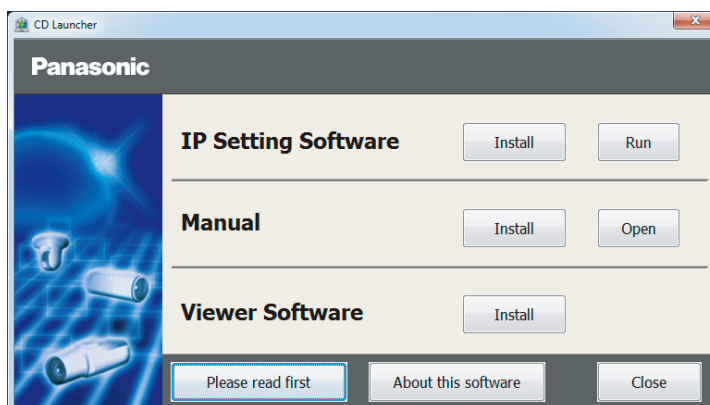 CD Launcher
Panasonic
IP Setting Software Install Run
Manual Install Open
Viewer Software Install
Please read first About this software Close